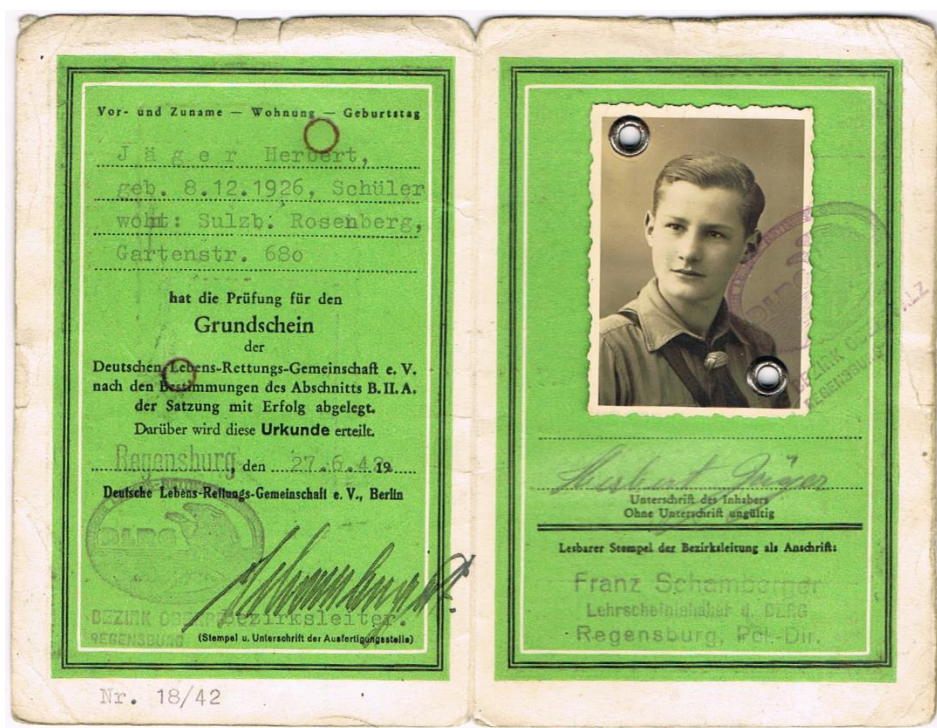 Vor- und Zuname — Wohnung — Geburtstag
J ä g e r Herbert,
geb. 8.12.1926, Schüler
wohn: Sulzb. Rosenberg,
Gartenstr. 680
hat die Prüfung für den
Grundschein
der
Deutschen Lebens-Rettungs-Gemeinschaft e. V.
nach den Bestimmungen des Abschnitts B. II. A.
der Satzung mit Erfolg abgelegt.
Darüber wird diese Urkunde erteilt.
Regensburg, den 27.6.42 19
Deutsche Lebens-Rettungs-Gemeinschaft e. V., Berlin
DLRG
BEZIRK Bezirksleiter.
REGENSBURG (Stempel u. Unterschrift der Ausfertigungsstelle)
Nr. 18/42
DLRG
BEZIRK
REGENSBURG
Herbert Jäger
Unterschrift des Inhabers
Ohne Unterschrift ungültig
Lesbarer Stempel der Bezirksleitung als Anschrift:
Franz Schamberger
Lehrscheininhaber d. DLRG
Regensburg, Pol.-Dir.